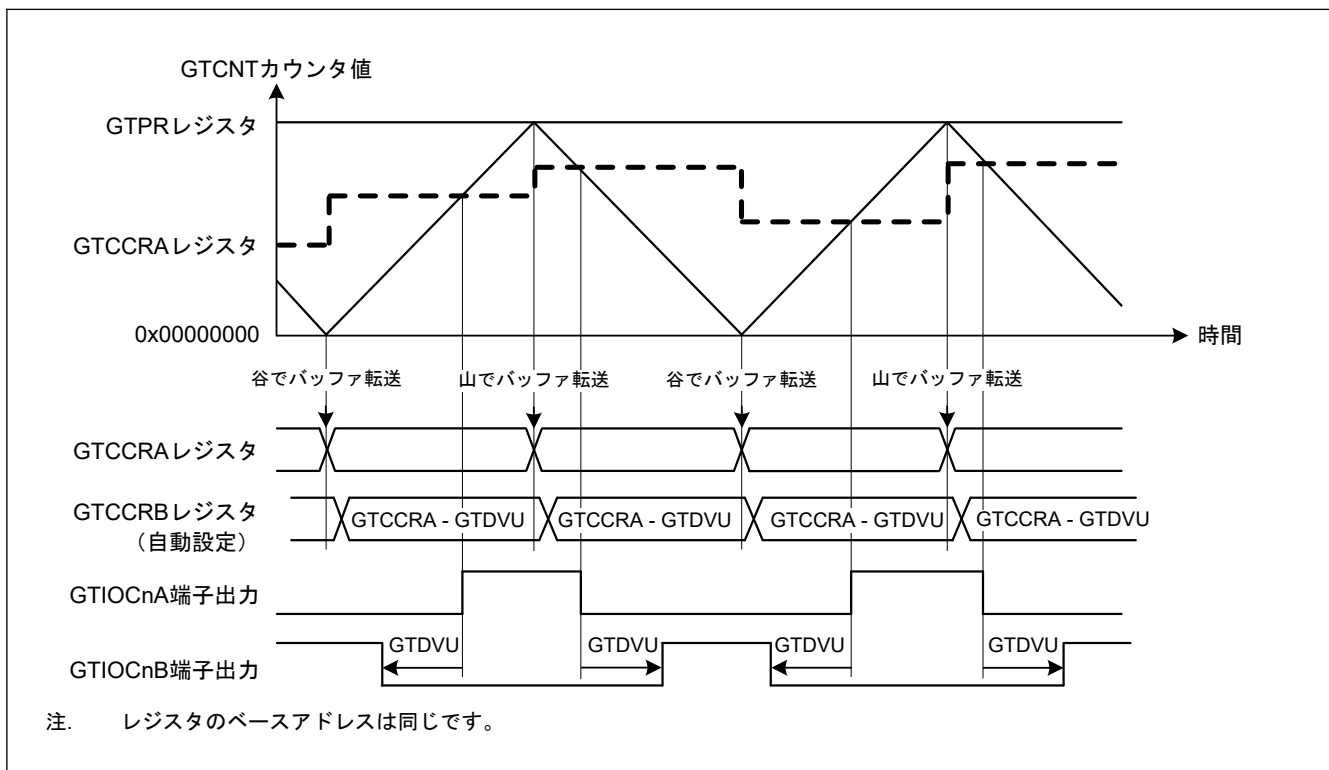 GTCNTカウンタ値
GTPRレジスタ
GTCCRAレジスタ
0x00000000
時間
谷でバッファ転送 山でバッファ転送 谷でバッファ転送 山でバッファ転送
GTCCRAレジスタ
GTCCRBレジスタ
（自動設定）
GTCCRA - GTDVU GTCCRA - GTDVU GTCCRA - GTDVU GTCCRA - GTDVU
GTIOCnA端子出力
GTDVU GTDVU GTDVU GTDVU
GTIOCnB端子出力
注. レジスタのベースアドレスは同じです。